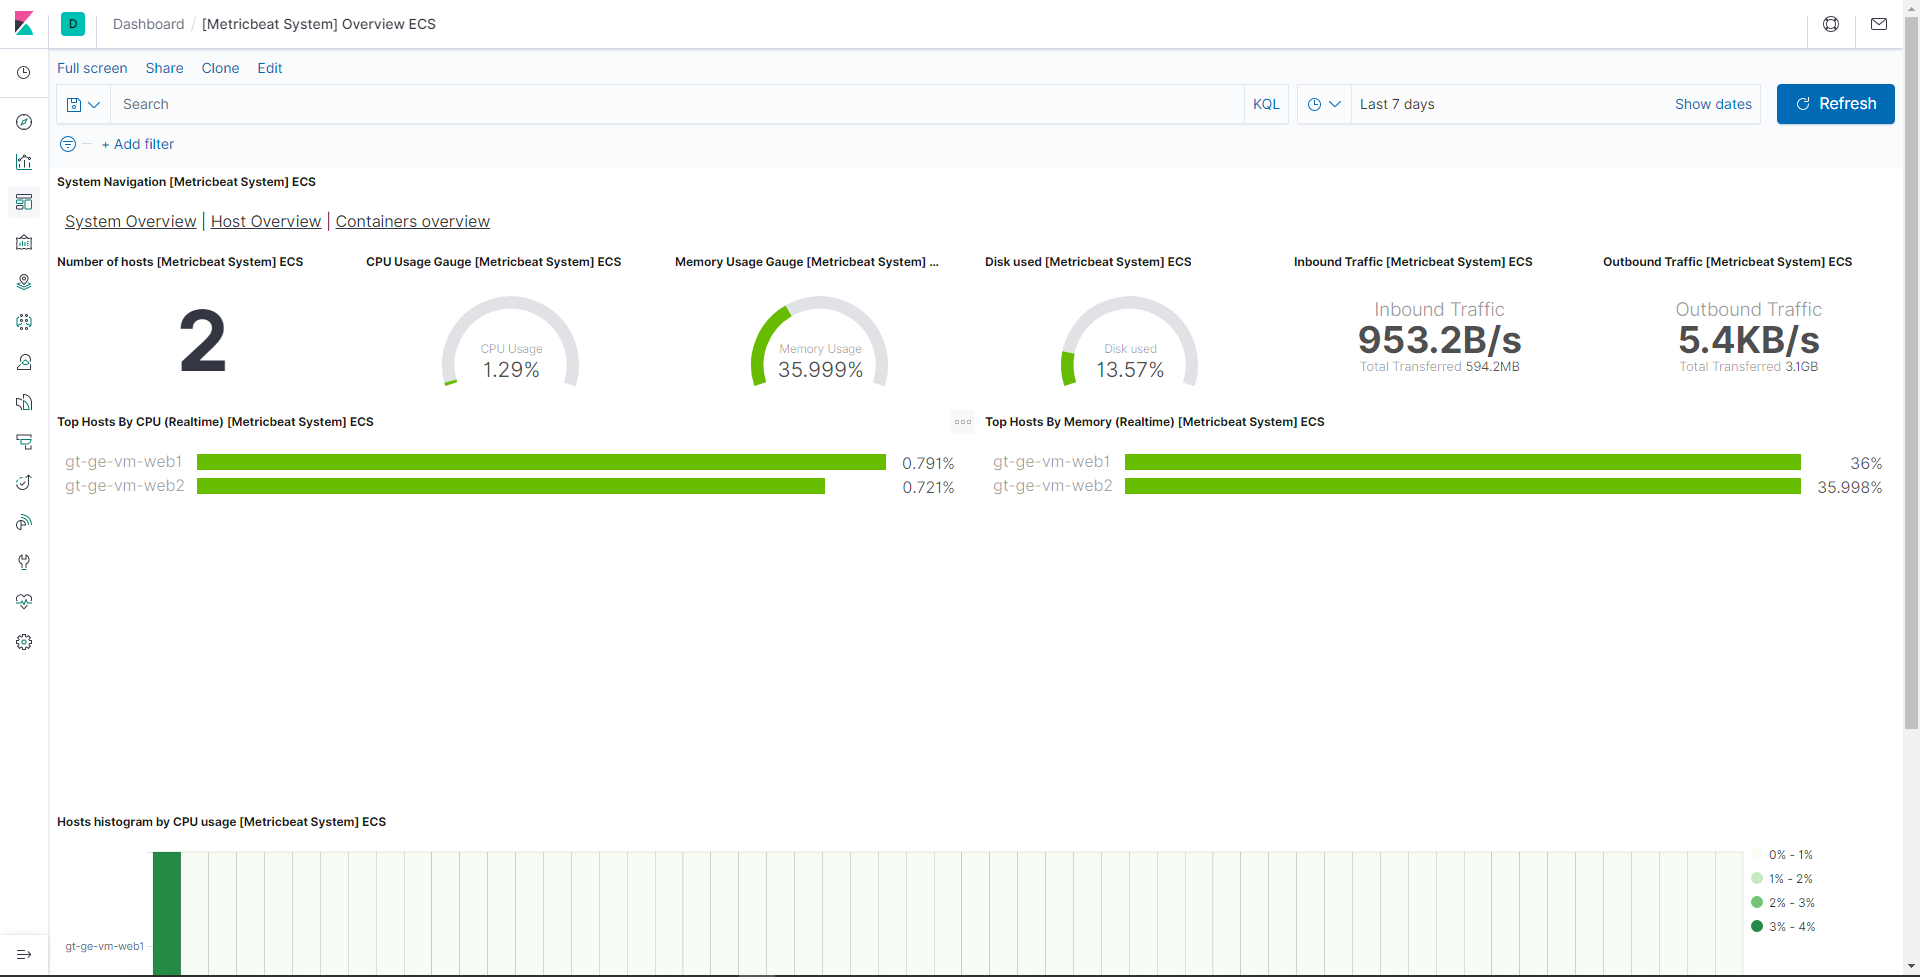 D Dashboard / [Metricbeat System] Overview ECS
Full screen Share Clone Edit
Search KQL Last 7 days Show dates Refresh
+ Add filter
System Navigation [Metricbeat System] ECS
System Overview | Host Overview | Containers overview
Number of hosts [Metricbeat System] ECS
2
CPU Usage Gauge [Metricbeat System] ECS
CPU Usage
1.29%
Memory Usage Gauge [Metricbeat System] ...
Memory Usage
35.999%
Disk used [Metricbeat System] ECS
Disk used
13.57%
Inbound Traffic [Metricbeat System] ECS
Inbound Traffic
953.2B/s
Total Transferred 594.2MB
Outbound Traffic [Metricbeat System] ECS
Outbound Traffic
5.4KB/s
Total Transferred 3.1GB
Top Hosts By CPU (Realtime) [Metricbeat System] ECS
gt-ge-vm-web1 0.791%
gt-ge-vm-web2 0.721%
Top Hosts By Memory (Realtime) [Metricbeat System] ECS
gt-ge-vm-web1 36%
gt-ge-vm-web2 35.998%
Hosts histogram by CPU usage [Metricbeat System] ECS
gt-ge-vm-web1
0% - 1%
1% - 2%
2% - 3%
3% - 4%